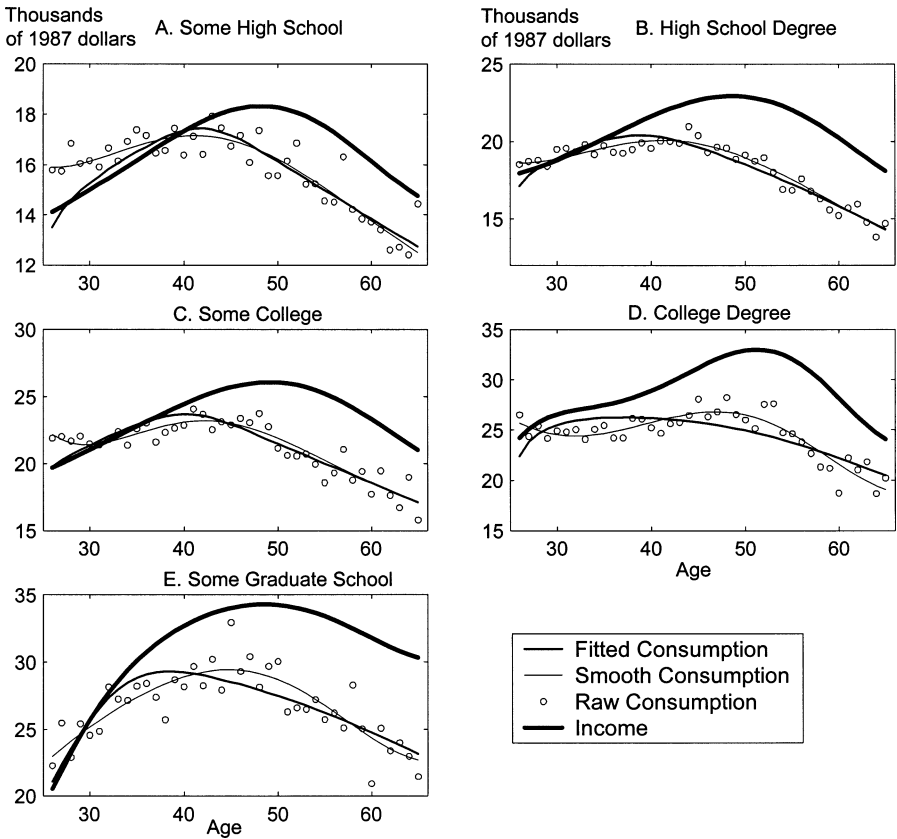 Thousands
of 1987 dollars
A. Some High School
20
18
16
14
12
30
40
50
60
Thousands
of 1987 dollars
B. High School Degree
25
20
15
30
40
50
60
C. Some College
30
25
20
15
30
40
50
60
D. College Degree
35
30
25
20
15
30
40
50
60
Age
E. Some Graduate School
35
30
25
20
30
40
50
60
Age
Fitted Consumption
Smooth Consumption
Raw Consumption
Income